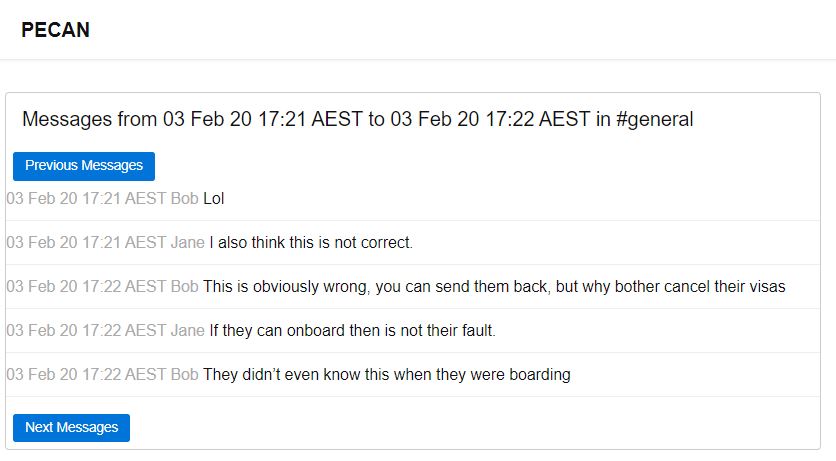 PECAN
Messages from 03 Feb 20 17:21 AEST to 03 Feb 20 17:22 AEST in #general
Previous Messages
03 Feb 20 17:21 AEST Bob Lol
03 Feb 20 17:21 AEST Jane I also think this is not correct.
03 Feb 20 17:22 AEST Bob This is obviously wrong, you can send them back, but why bother cancel their visas
03 Feb 20 17:22 AEST Jane If they can onboard then is not their fault.
03 Feb 20 17:22 AEST Bob They didn’t even know this when they were boarding
Next Messages